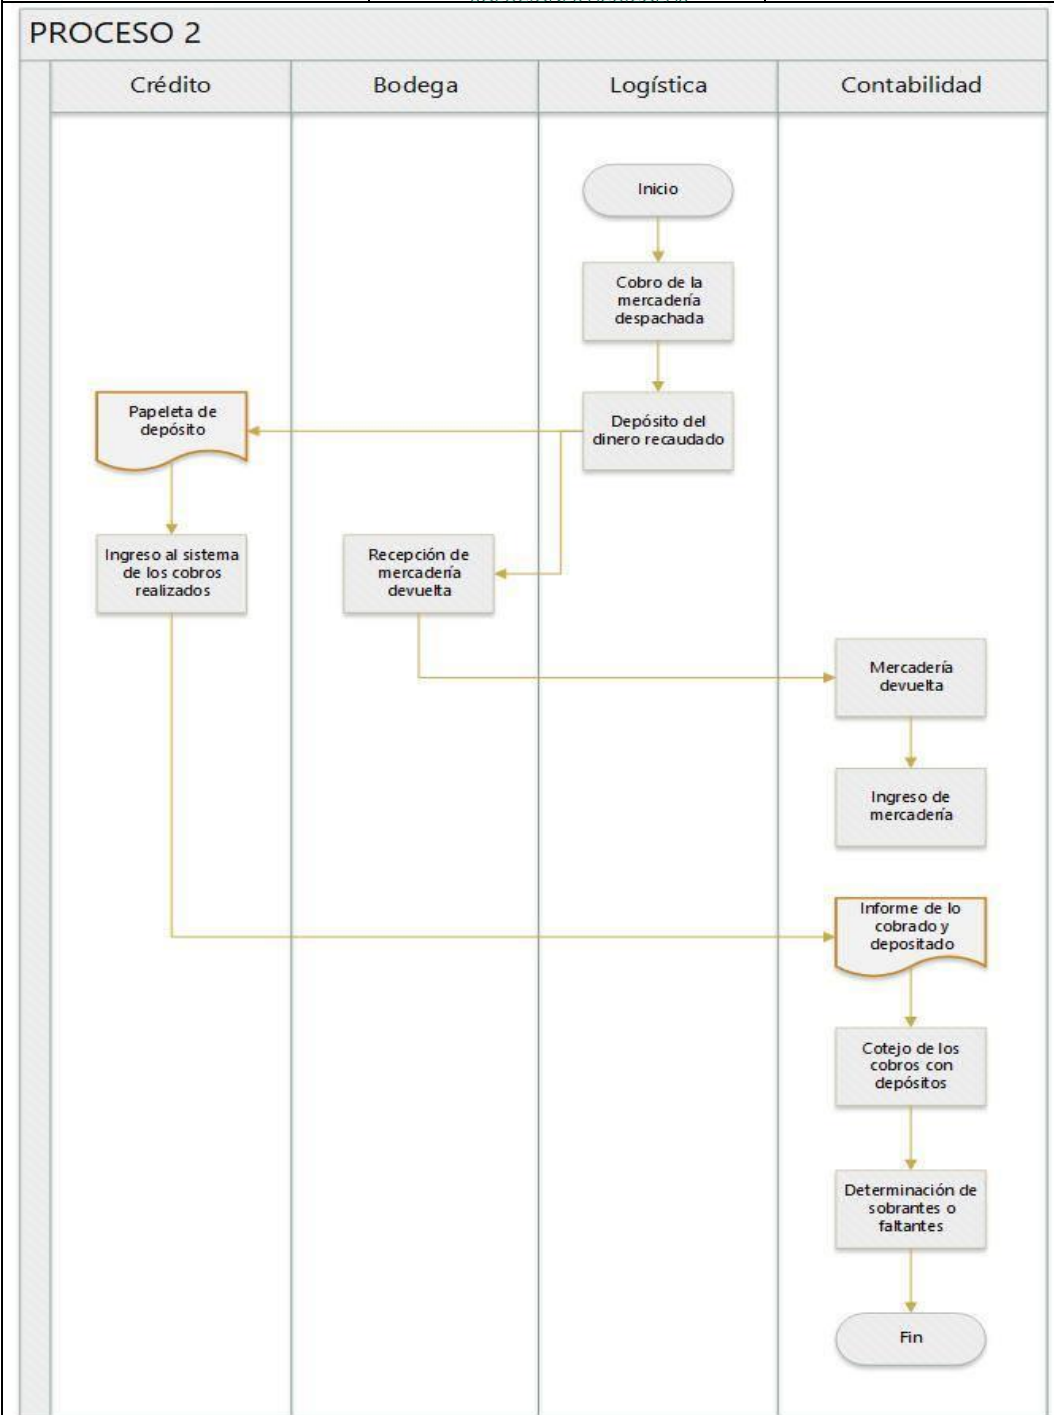 PROCESO 2
Crédito
Bodega
Logística
Contabilidad
Inicio
Cobro de la
mercadería
despachada
Papeleta de
depósito
Depósito del
dinero recaudado
Ingreso al sistema
de los cobros
realizados
Recepción de
mercadería
devuelta
Mercadería
devuelta
Ingreso de
mercadería
Informe de lo
cobrado y
depositado
Cotejo de los
cobros con
depósitos
Determinación de
sobrantes o
faltantes
Fin